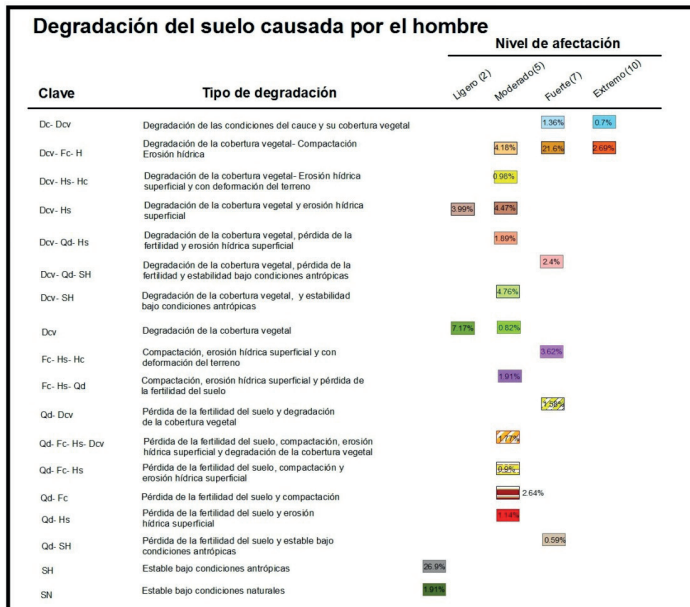 Degradación del suelo causada por el hombre
Nivel de afectación
Clave Tipo de degradación Ligero (2) Moderado(5) Fuerte(7) Extremo(10)
Dc- Dcv Degradación de las condiciones del cauce y su cobertura vegetal 1.36% 0.7%
Dcv- Fc- H Degradación de la cobertura vegetal- Compactación
Erosión hídrica 4.18% 21.6% 2.69%
Dcv- Hs- Hc Degradación de la cobertura vegetal- Erosión hídrica
superficial y con deformación del terreno 0.98%
Dcv- Hs Degradación de la cobertura vegetal y erosión hídrica
superficial 3.99% 4.47%
Dcv- Qd- Hs Degradación de la cobertura vegetal, pérdida de la
fertilidad y erosión hídrica superficial 1.89%
Dcv- Qd- SH Degradación de la cobertura vegetal, pérdida de la
fertilidad y estabilidad bajo condiciones antrópicas 2.4%
Dcv- SH Degradación de la cobertura vegetal, y estabilidad
bajo condiciones antrópicas 4.76%
Dcv Degradación de la cobertura vegetal 7.17% 0.82%
Fc- Hs- Hc Compactación, erosión hídrica superficial y con
deformación del terreno 3.62%
Fc- Hs- Qd Compactación, erosión hídrica superficial y pérdida de
la fertilidad del suelo 1.91%
Qd- Dcv Pérdida de la fertilidad del suelo y degradación
de la cobertura vegetal 1.58%
Qd- Fc- Hs- Dcv Pérdida de la fertilidad del suelo, compactación, erosión
hídrica superficial y degradación de la cobertura vegetal 1.77%
Qd- Fc- Hs Pérdida de la fertilidad del suelo, compactación y
erosión hídrica superficial 0.9%
Qd- Fc Pérdida de la fertilidad del suelo y compactación 2.64%
Qd- Hs Pérdida de la fertilidad del suelo y erosión
hídrica superficial 1.14%
Qd- SH Pérdida de la fertilidad del suelo y estable bajo
condiciones antrópicas 0.59%
SH Estable bajo condiciones antrópicas 26.9%
SN Estable bajo condiciones naturales 1.91%